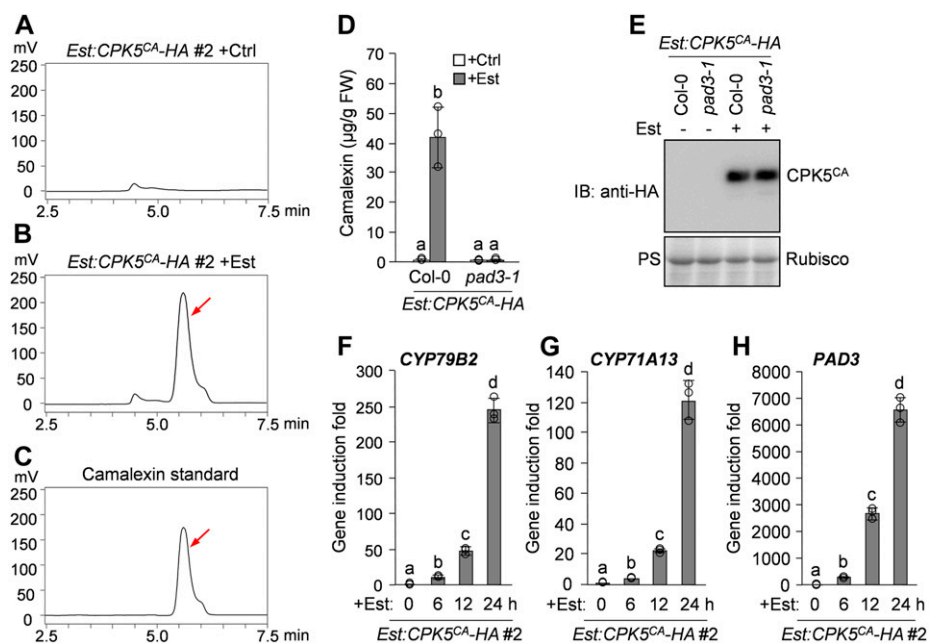 A
mV
Est:CPK5CA-HA #2 +Ctrl
250
200
150
100
50
0
2.5 5.0 7.5 min
B
mV
Est:CPK5CA-HA #2 +Est
250
200
150
100
50
0
2.5 5.0 7.5 min
C
mV
Camalexin standard
250
200
150
100
50
0
2.5 5.0 7.5 min
D
Camalexin (µg/g FW)
70
60
50
40
30
20
10
0
+Ctrl
+Est
a b a a
Col-0 pad3-1
Est:CPK5CA-HA
E
Est:CPK5CA-HA
Col-0 pad3-1 Col-0 pad3-1
Est - - + +
IB: anti-HA
CPK5CA
PS
Rubisco
F
CYP79B2
Gene induction fold
300
250
200
150
100
50
0
a b c d
+Est: 0 6 12 24 h
Est:CPK5CA-HA #2
G
CYP71A13
Gene induction fold
140
120
100
80
60
40
20
0
a b c d
0 6 12 24 h
+Est:
Est:CPK5CA-HA #2
H
PAD3
Gene induction fold
8000
7000
6000
5000
4000
3000
2000
1000
0
a b c d
+Est: 0 6 12 24 h
Est:CPK5CA-HA #2